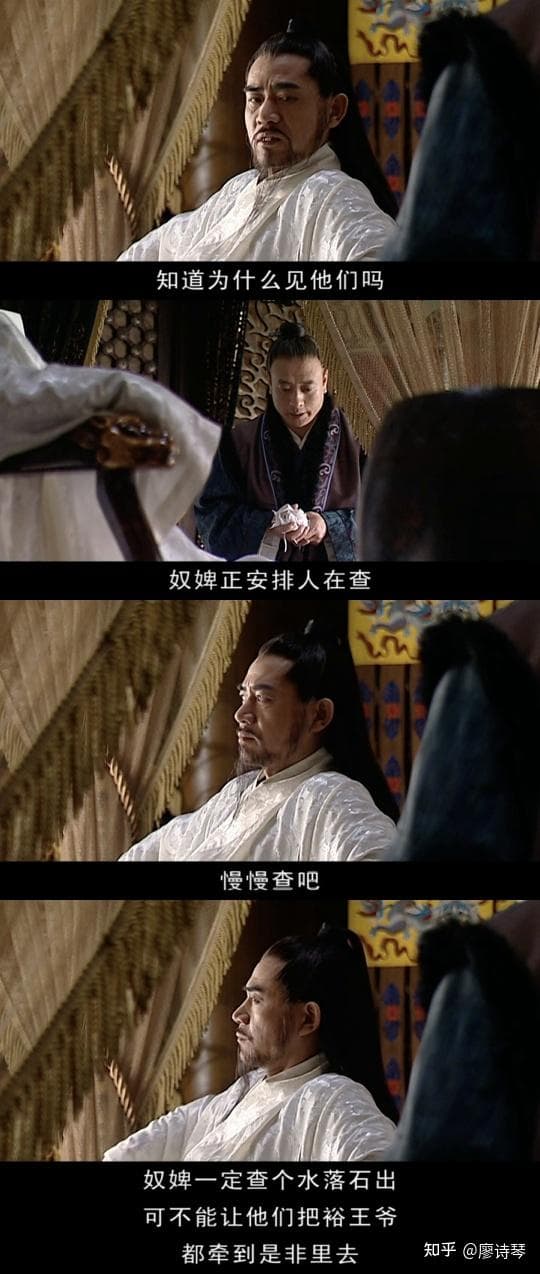 知道为什么见他们吗
奴婢正安排人在查
慢慢查吧
奴婢一定查个水落石出
可不能让他们把裕王爷
都牵到是非里去
知乎 @廖诗琴